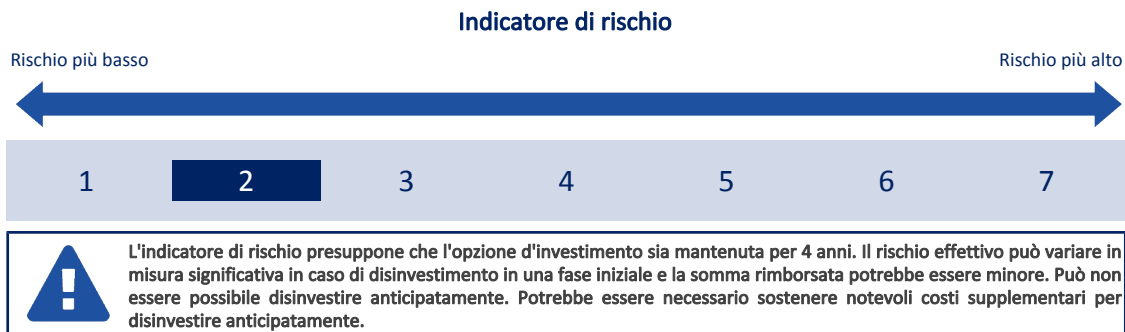 Indicatore di rischio
Rischio più basso
Rischio più alto
1 2 3 4 5 6 7
L'indicatore di rischio presuppone che l'opzione d'investimento sia mantenuta per 4 anni. Il rischio effettivo può variare in
misura significativa in caso di disinvestimento in una fase iniziale e la somma rimborsata potrebbe essere minore. Può non
essere possibile disinvestire anticipatamente. Potrebbe essere necessario sostenere notevoli costi supplementari per
disinvestire anticipatamente.